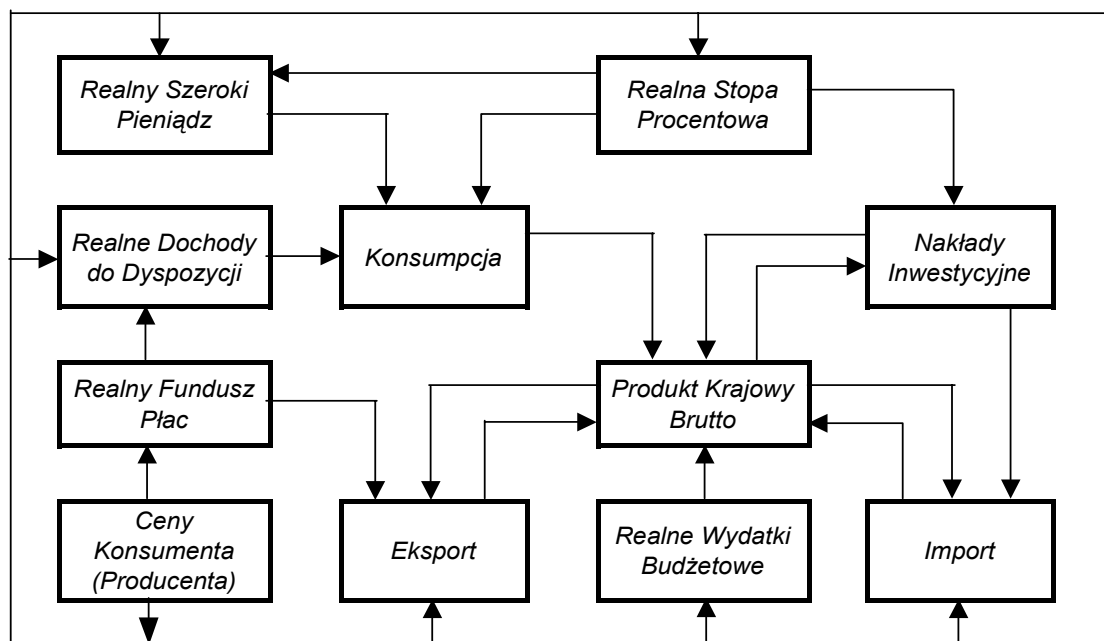 Realny Szeroki
Pieniądz
Realna Stopa
Procentowa
Realne Dochody
do Dyspozycji
Konsumpcja
Nakłady
Inwestycyjne
Realny Fundusz
Płac
Produkt Krajowy
Brutto
Ceny
Konsumenta
(Producenta)
Eksport
Realne Wydatki
Budżetowe
Import